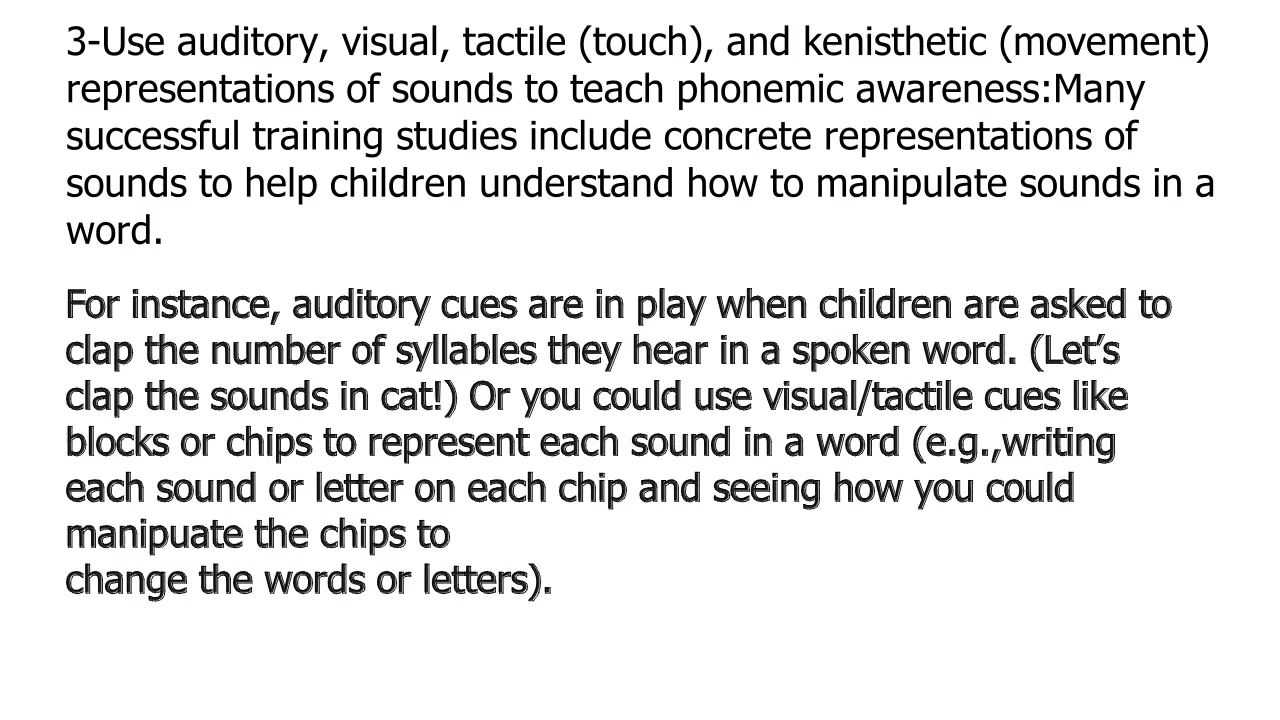 3-Use auditory, visual, tactile (touch), and kenisthetic (movement)
representations of sounds to teach phonemic awareness:Many
successful training studies include concrete representations of
sounds to help children understand how to manipulate sounds in a
word.
For instance, auditory cues are in play when children are asked to
clap the number of syllables they hear in a spoken word. (Let’s
clap the sounds in cat!) Or you could use visual/tactile cues like
blocks or chips to represent each sound in a word (e.g.,writing
each sound or letter on each chip and seeing how you could
manipuate the chips to
change the words or letters).